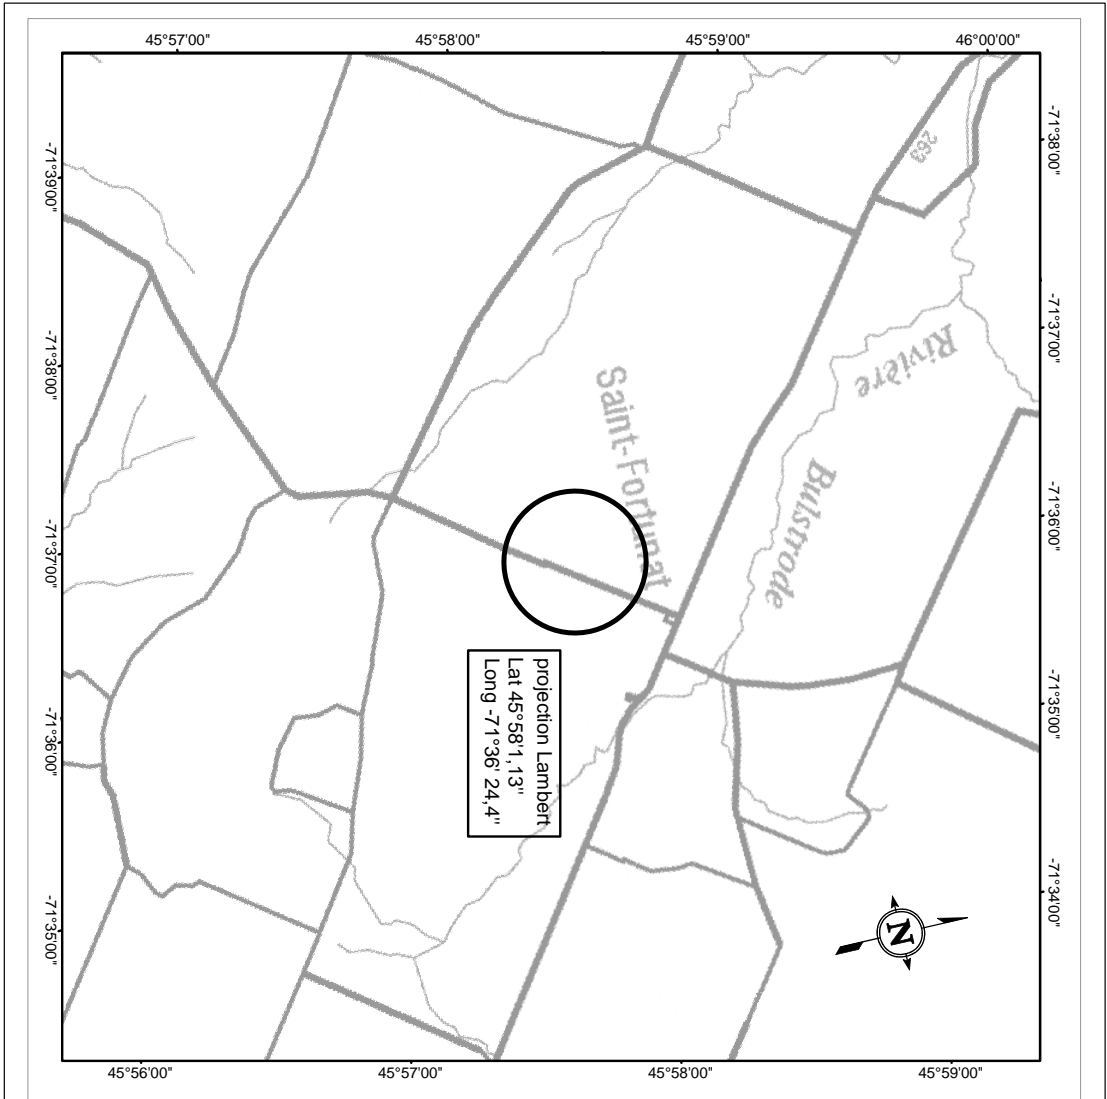 45°57'00"
45°58'00"
45°59'00"
46°00'00"
-71°38'00"
-71°37'00"
-71°36'00"
-71°35'00"
-71°34'00"
-71°39'00"
-71°38'00"
-71°37'00"
-71°36'00"
-71°35'00"
263
Rivière
Bulstrode
Saint-Fortunat
projection Lambert
Lat 45°58'1,13"
Long -71°36' 24,4"
N
45°56'00"
45°57'00"
45°58'00"
45°59'00"